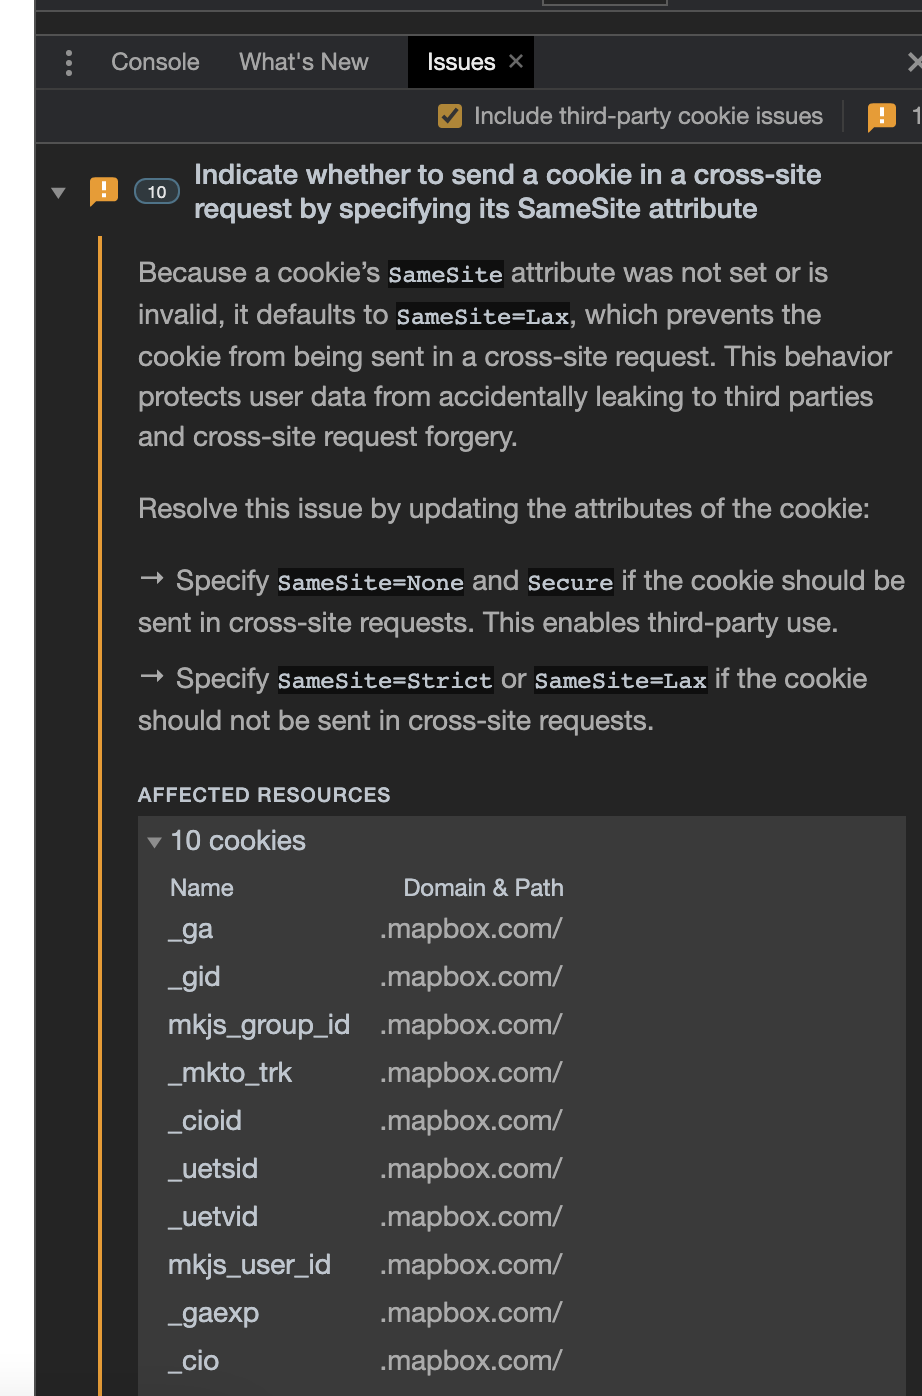 Console What's New Issues ×
Include third-party cookie issues 1
10 Indicate whether to send a cookie in a cross-site
request by specifying its SameSite attribute
Because a cookie’s SameSite attribute was not set or is
invalid, it defaults to SameSite=Lax, which prevents the
cookie from being sent in a cross-site request. This behavior
protects user data from accidentally leaking to third parties
and cross-site request forgery.
Resolve this issue by updating the attributes of the cookie:
→ Specify SameSite=None and Secure if the cookie should be
sent in cross-site requests. This enables third-party use.
→ Specify SameSite=Strict or SameSite=Lax if the cookie
should not be sent in cross-site requests.
AFFECTED RESOURCES
10 cookies
Name Domain & Path
_ga .mapbox.com/
_gid .mapbox.com/
mkjs_group_id .mapbox.com/
_mkto_trk .mapbox.com/
_cioid .mapbox.com/
_uetsid .mapbox.com/
_uetvid .mapbox.com/
mkjs_user_id .mapbox.com/
_gaexp .mapbox.com/
_cio .mapbox.com/